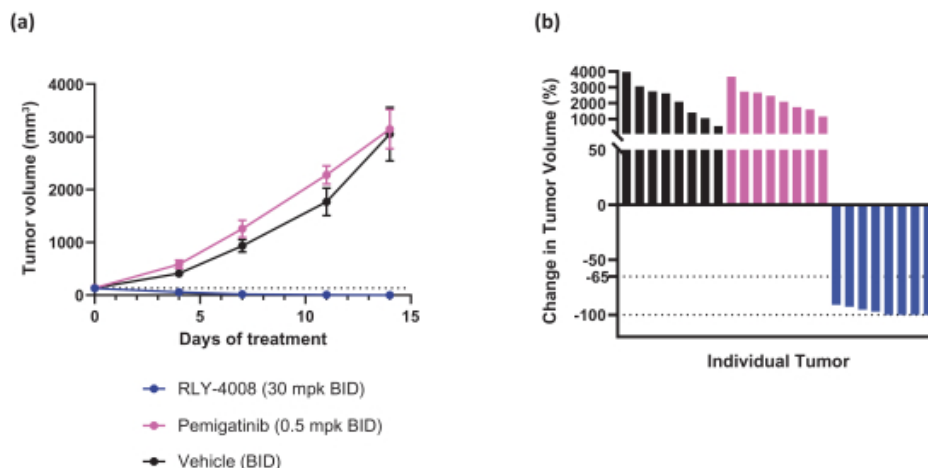 (a)
Tumor volume (mm³)
4000
3000
2000
1000
0
0 5 10 15
Days of treatment
RLY-4008 (30 mpk BID)
Pemigatinib (0.5 mpk BID)
Vehicle (BID)
(b)
Change in Tumor Volume (%)
4000
3000
2000
1000
50
0
-50
-65
-100
Individual Tumor